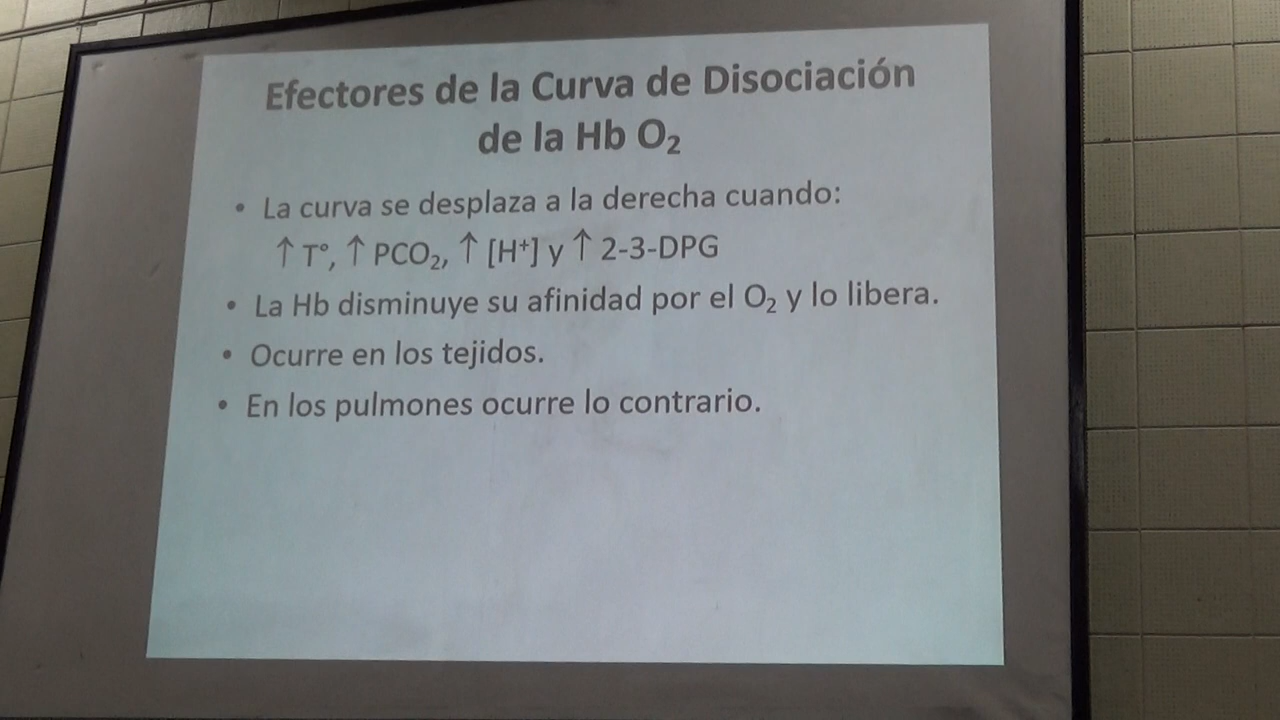 Efectores de la Curva de Disociación
de la Hb O₂
• La curva se desplaza a la derecha cuando:
↑ T°, ↑ PCO₂, ↑ [H⁺] y ↑ 2-3-DPG
• La Hb disminuye su afinidad por el O₂ y lo libera.
• Ocurre en los tejidos.
• En los pulmones ocurre lo contrario.